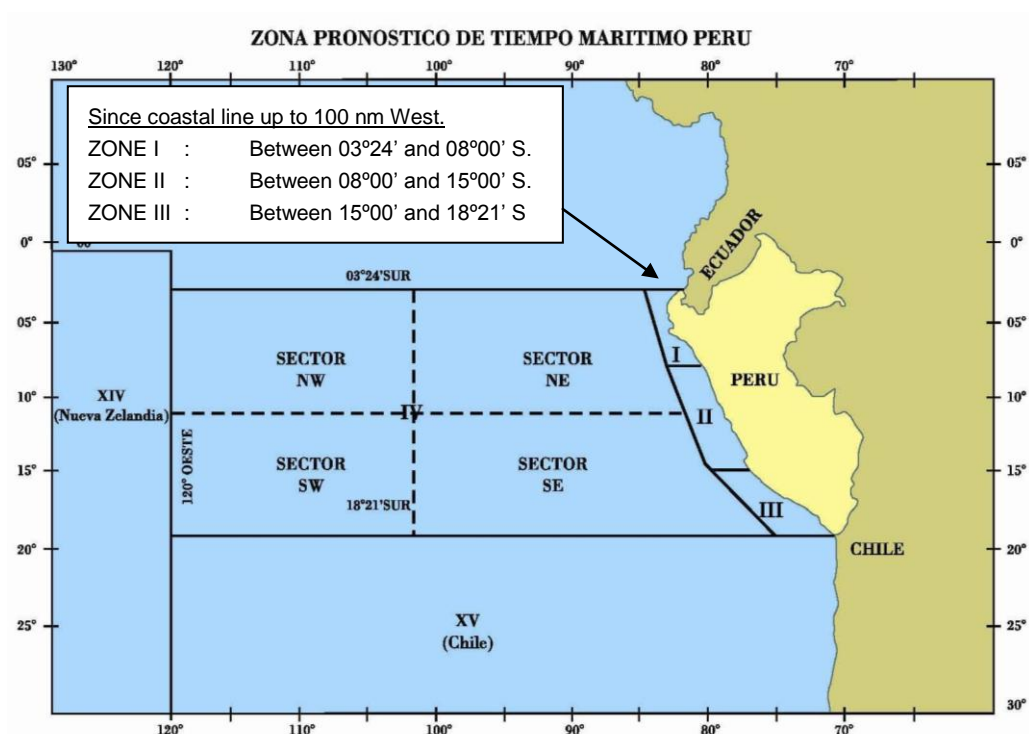 ZONA PRONOSTICO DE TIEMPO MARITIMO PERU
130° 120° 110° 100° 90° 80° 70°
Since coastal line up to 100 nm West.
ZONE I : Between 03º24' and 08º00' S.
ZONE II : Between 08º00' and 15º00' S.
ZONE III : Between 15º00' and 18º21' S
05° 05°
ECUADOR
0° 0°
03°24'SUR
05° 05°
SECTOR
NW
SECTOR
NE
I
PERU
XIV
(Nueva Zelandia)
10° 10°
IV
II
120° OESTE
15° 15°
SECTOR
SW
SECTOR
SE
18°21'SUR
III
20° 20°
CHILE
XV
(Chile)
25° 25°
30°
120° 110° 100° 90° 80° 70°